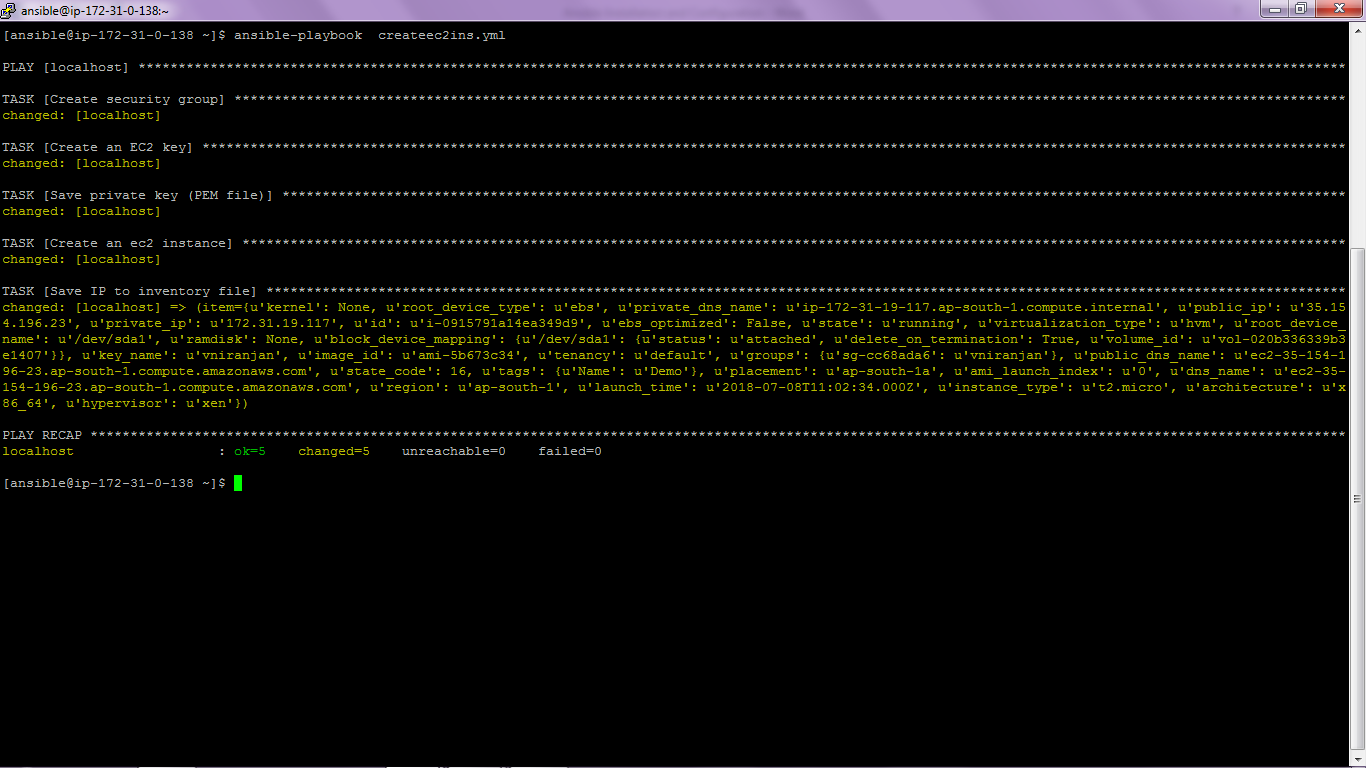 ansible@ip-172-31-0-138:~
[ansible@ip-172-31-0-138 ~]$ ansible-playbook  createec2ins.yml
PLAY [localhost] *******************************************************************************************************************************************************
TASK [Create security group] *******************************************************************************************************************************************
changed: [localhost]
TASK [Create an EC2 key] ***********************************************************************************************************************************************
changed: [localhost]
TASK [Save private key (PEM file)] *************************************************************************************************************************************
changed: [localhost]
TASK [Create an ec2 instance] ******************************************************************************************************************************************
changed: [localhost]
TASK [Save IP to inventory file] ***************************************************************************************************************************************
changed: [localhost] => (item={u'kernel': None, u'root_device_type': u'ebs', u'private_dns_name': u'ip-172-31-19-117.ap-south-1.compute.internal', u'public_ip': u'35.15
4.196.23', u'private_ip': u'172.31.19.117', u'id': u'i-0915791a14ea349d9', u'ebs_optimized': False, u'state': u'running', u'virtualization_type': u'hvm', u'root_device_
name': u'/dev/sda1', u'ramdisk': None, u'block_device_mapping': {u'/dev/sda1': {u'status': u'attached', u'delete_on_termination': True, u'volume_id': u'vol-020b336339b3
e1407'}}, u'key_name': u'vniranjan', u'image_id': u'ami-5b673c34', u'tenancy': u'default', u'groups': {u'sg-cc68ada6': u'vniranjan'}, u'public_dns_name': u'ec2-35-154-1
96-23.ap-south-1.compute.amazonaws.com', u'state_code': 16, u'tags': {u'Name': u'Demo'}, u'placement': u'ap-south-1a', u'ami_launch_index': u'0', u'dns_name': u'ec2-35-
154-196-23.ap-south-1.compute.amazonaws.com', u'region': u'ap-south-1', u'launch_time': u'2018-07-08T11:02:34.000Z', u'instance_type': u't2.micro', u'architecture': u'x
86_64', u'hypervisor': u'xen'})
PLAY RECAP *************************************************************************************************************************************************************
localhost                  : ok=5    changed=5    unreachable=0    failed=0
[ansible@ip-172-31-0-138 ~]$